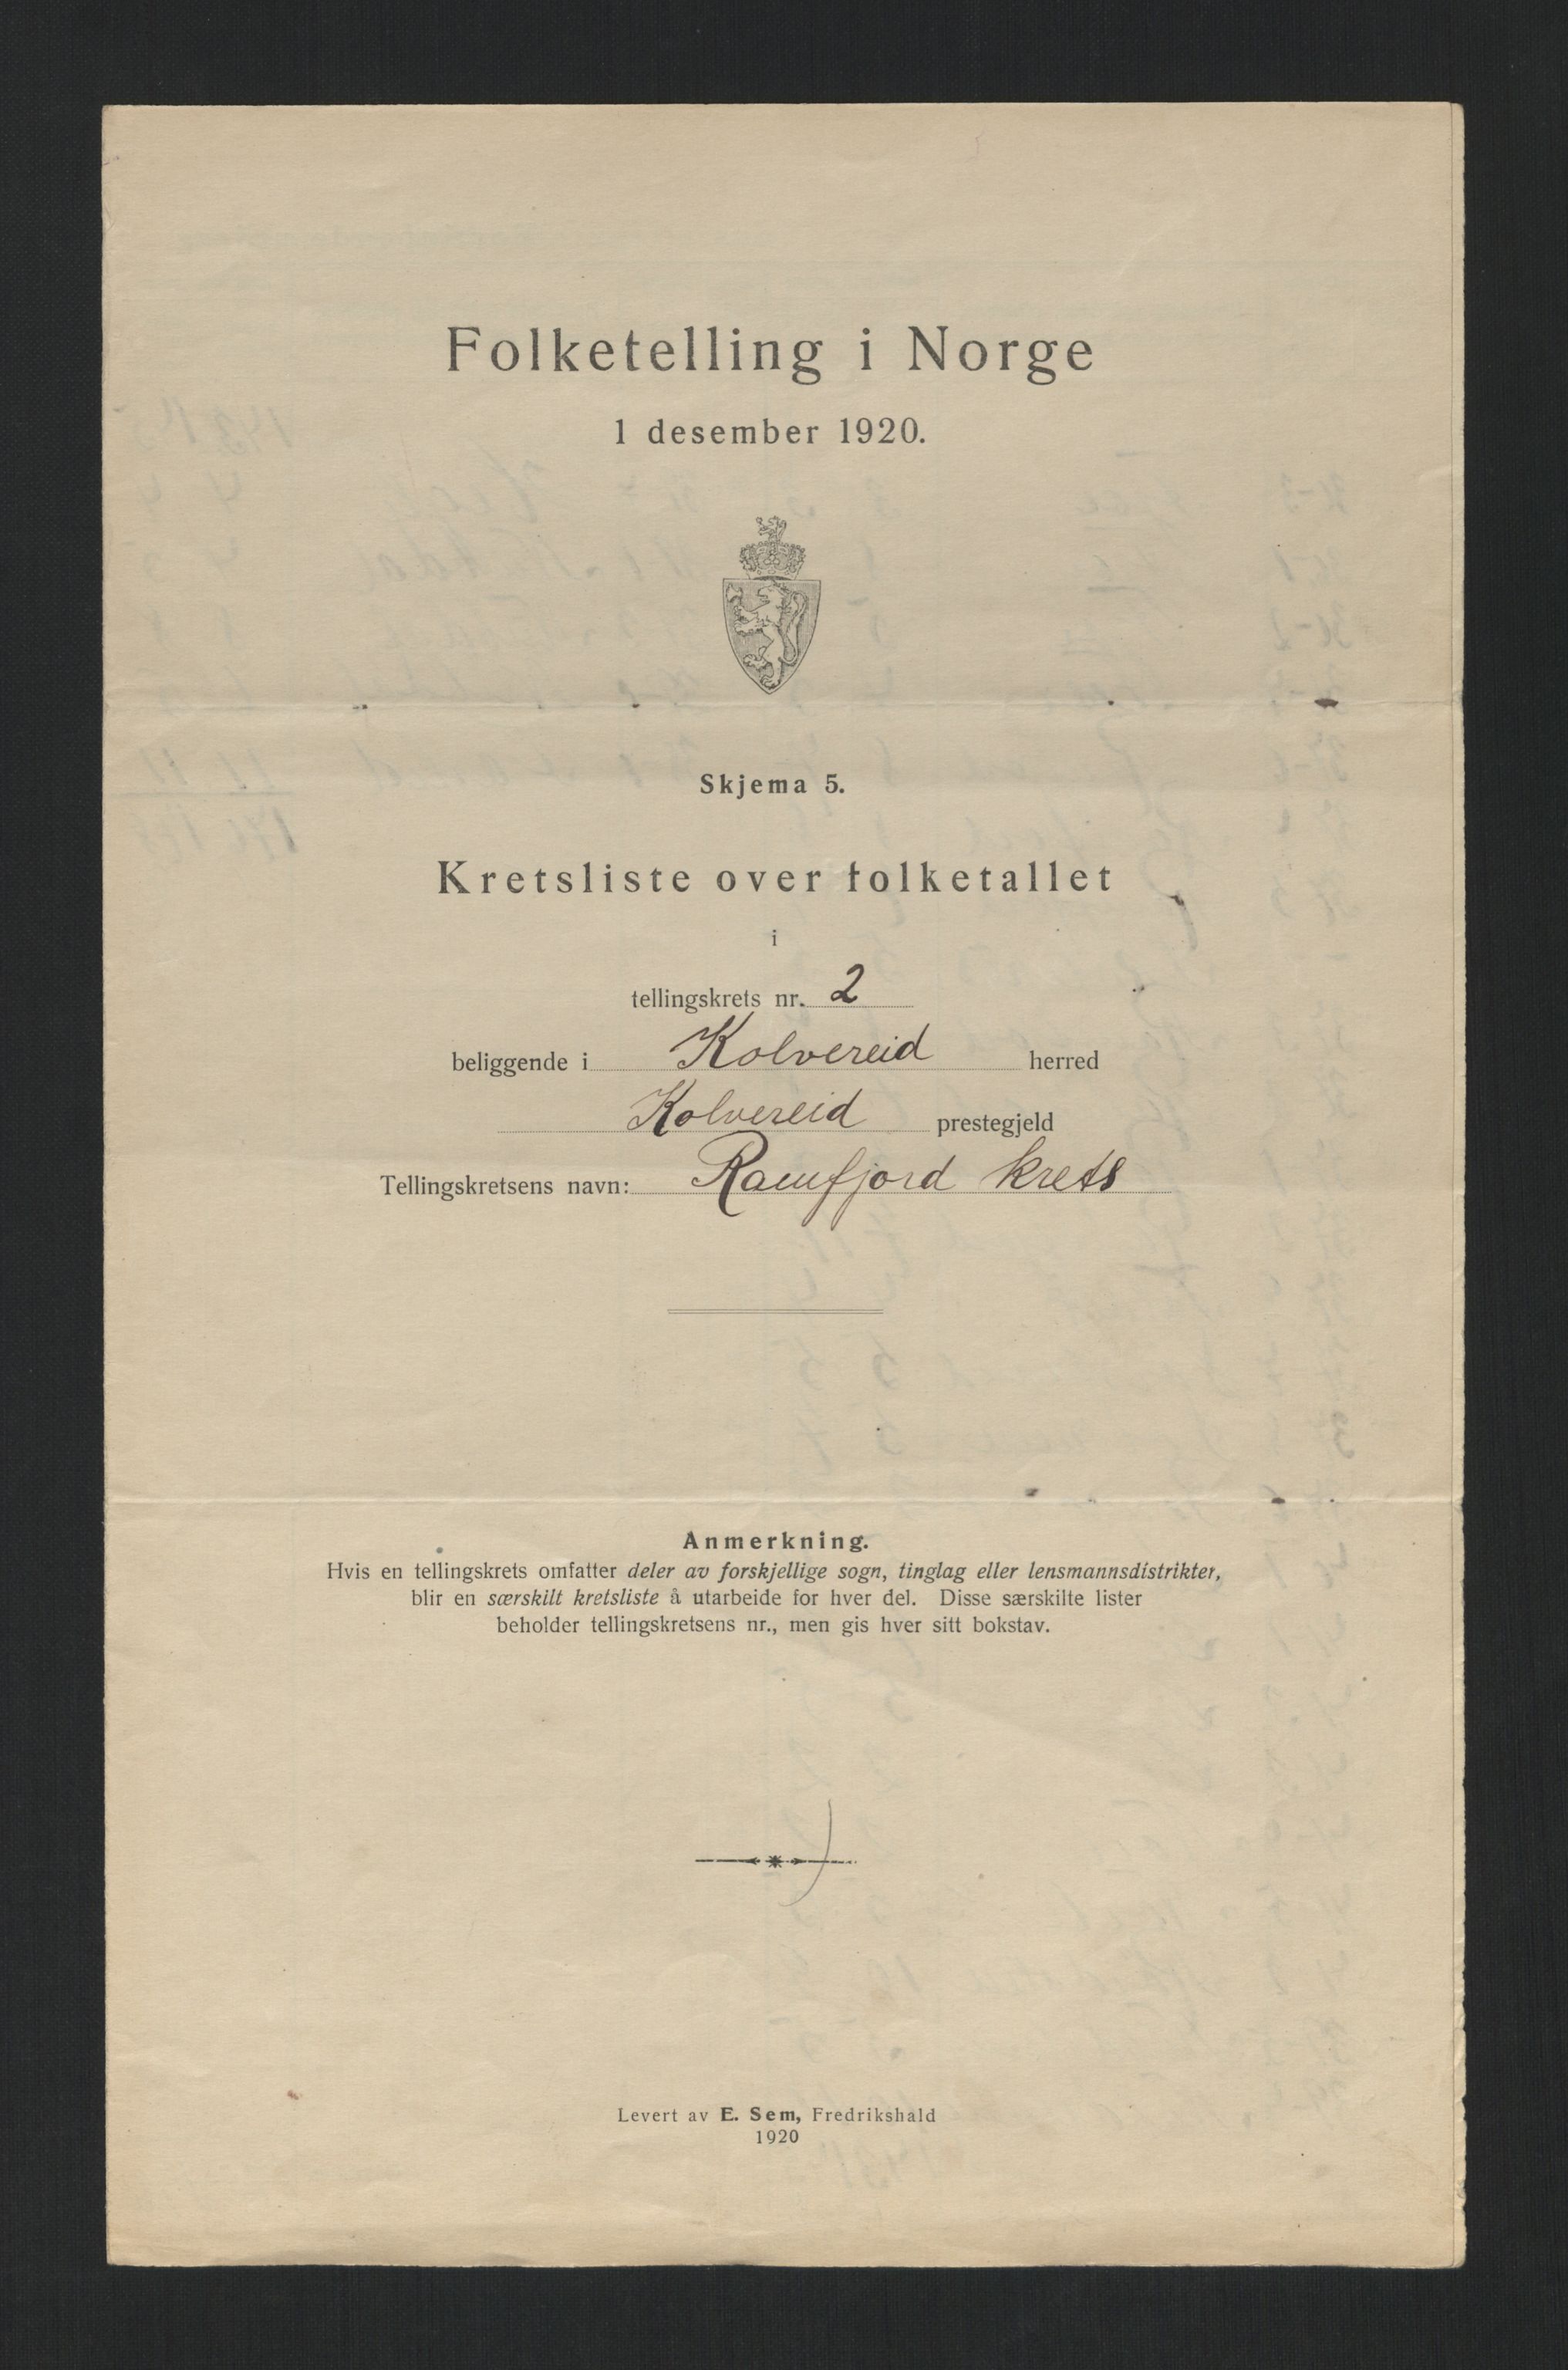 Folketelling i Norge
1 desember 1920.
Skjema 5.
Kretsliste over folketallet
i
tellingskrets nr. 2
beliggende i Kolvereid herred
Kolvereid prestegjeld
Tellingskretsens navn: Ramfjord krets
Anmerkning.
Hvis en tellingskrets omfatter deler av forskjellige sogn, tinglag eller lensmannsdistrikter,
blir en særskilt kretsliste å utarbeide for hver del. Disse særskilte lister
beholder tellingskretsens nr., men gis hver sitt bokstav.
Levert av E. Sem, Fredrikshald
1920